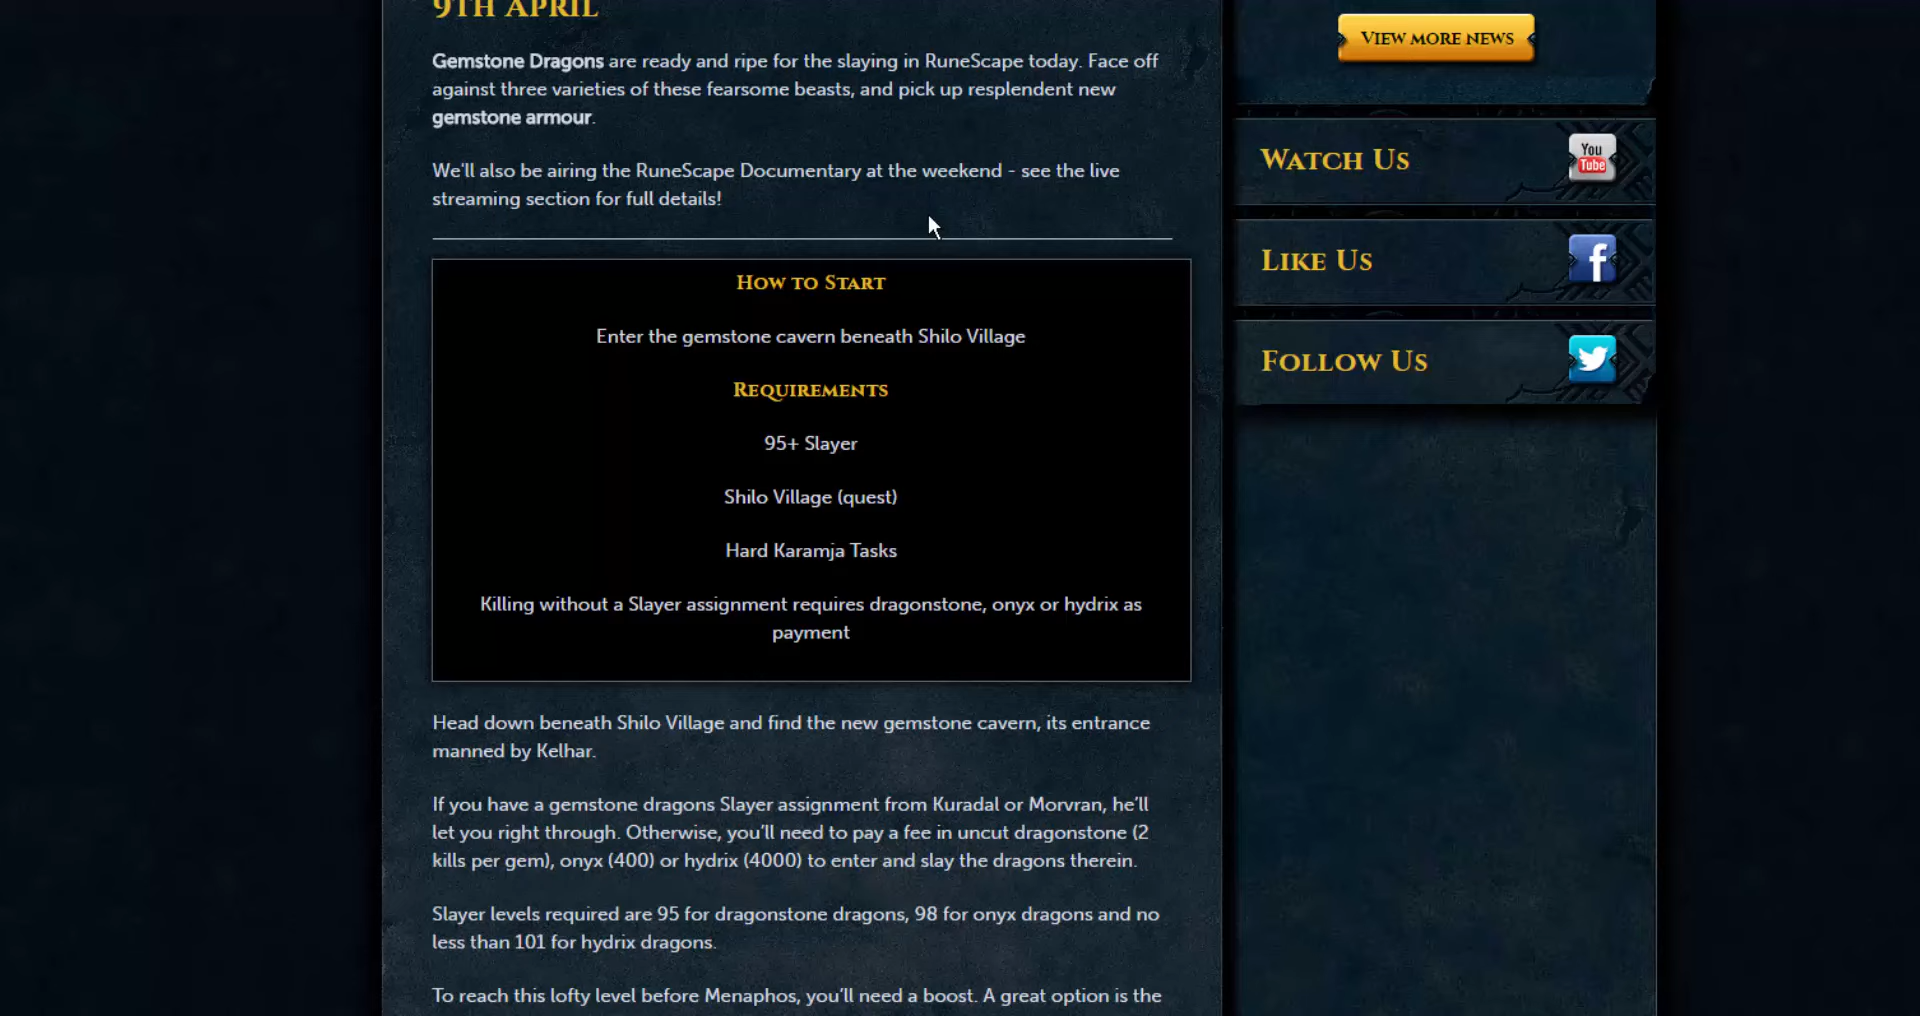 9TH APRIL
Gemstone Dragons are ready and ripe for the slaying in RuneScape today. Face off
against three varieties of these fearsome beasts, and pick up resplendent new
gemstone armour.
We'll also be airing the RuneScape Documentary at the weekend - see the live
streaming section for full details!
HOW TO START
Enter the gemstone cavern beneath Shilo Village
REQUIREMENTS
95+ Slayer
Shilo Village (quest)
Hard Karamja Tasks
Killing without a Slayer assignment requires dragonstone, onyx or hydrix as
payment
Head down beneath Shilo Village and find the new gemstone cavern, its entrance
manned by Kelhar.
If you have a gemstone dragons Slayer assignment from Kuradal or Morvran, he'll
let you right through. Otherwise, you'll need to pay a fee in uncut dragonstone (2
kills per gem), onyx (400) or hydrix (4000) to enter and slay the dragons therein.
Slayer levels required are 95 for dragonstone dragons, 98 for onyx dragons and no
less than 101 for hydrix dragons.
To reach this lofty level before Menaphos, you'll need a boost. A great option is the
VIEW MORE NEWS
WATCH US
You
Tube
LIKE US
f
FOLLOW US